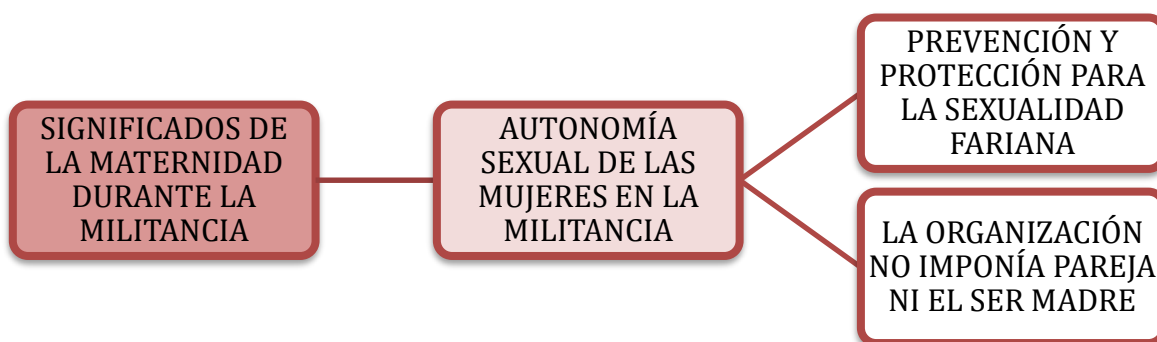 SIGNIFICADOS DE
LA MATERNIDAD
DURANTE LA
MILITANCIA
AUTONOMÍA
SEXUAL DE LAS
MUJERES EN LA
MILITANCIA
PREVENCIÓN Y
PROTECCIÓN PARA
LA SEXUALIDAD
FARIANA
LA ORGANIZACIÓN
NO IMPONÍA PAREJA
NI EL SER MADRE